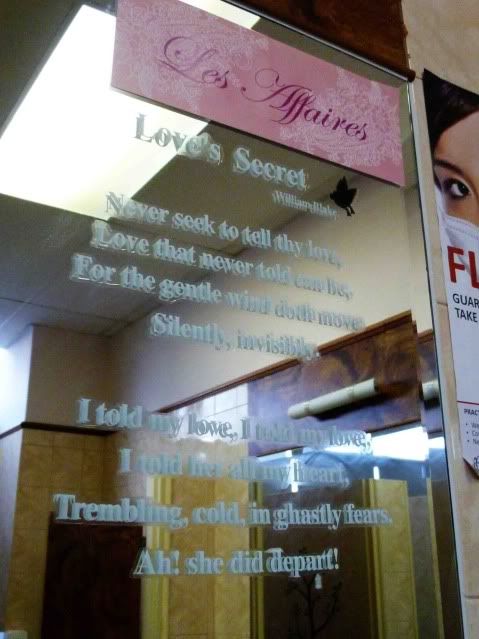 Les Affaires
Love's Secret
William Blake
Never seek to tell thy love,
Love that never told can be,
For the gentle wind doth move
Silently, invisibly.
I told my love, I told my love,
I told her all my heart,
Trembling, cold, in ghastly fears.
Ah! she did depart!
FL
GUAR
TAKE
PRACT